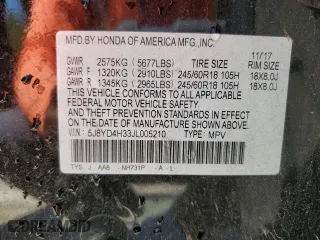 MFD.BY HONDA OF AMERICA MFG.,INC.
11/17
GVWR 2575KG (5677LBS) TIRE SIZE RIM SIZE
GAWR F 1320KG (2910LBS) 245/60R18 105H 18X8.0J
GAWR R 1345KG (2965LBS) 245/60R18 105H 18X8.0J
THIS VEHICLE CONFORMS TO ALL APPLICABLE
FEDERAL MOTOR VEHICLE SAFETY AND
THEFT PREVENTION STANDARDS IN EFFECT ON
THE DATE OF MANUFACTURE SHOWN ABOVE.
V.I.N.: 5J8YD4H33JL005210 TYPE: MPV
TYS J AA8 -NH731P -A -1
DREAMBID